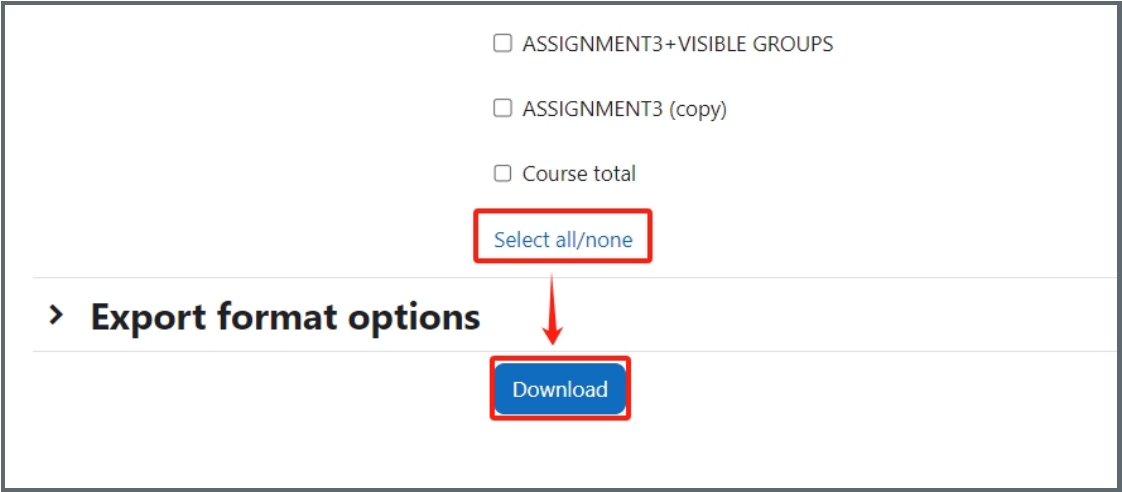 ASSIGNMENT3+VISIBLE GROUPS
ASSIGNMENT3 (copy)
Course total
Select all/none
Export format options
Download